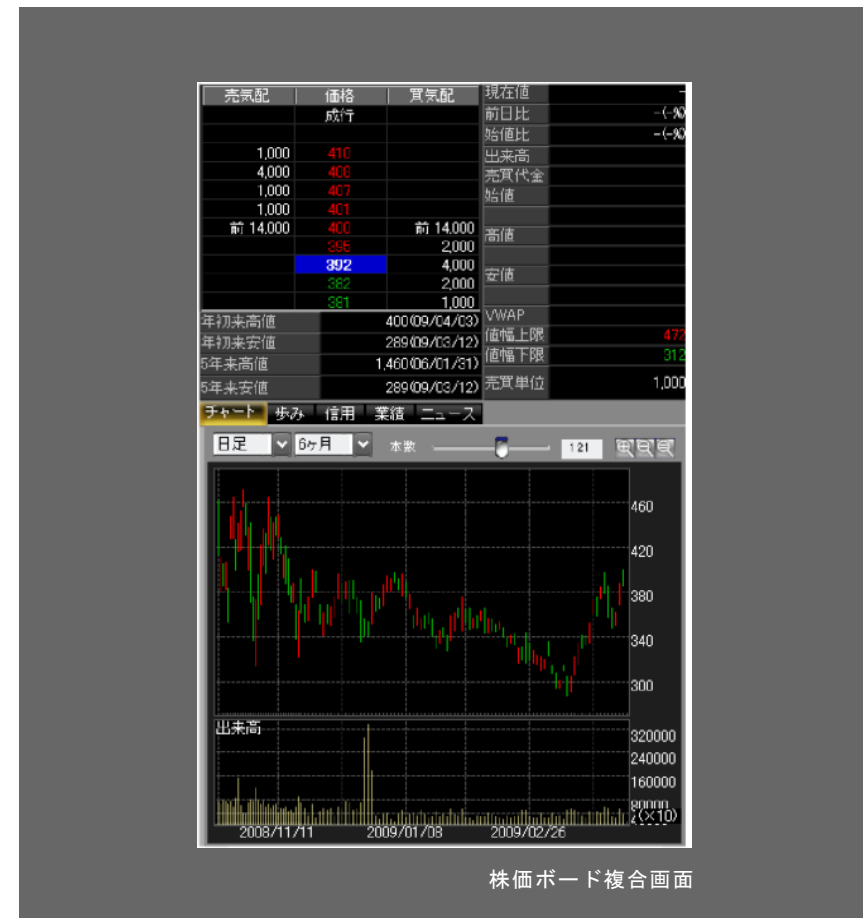 売気配 価格 買気配
成行
1,000 410
4,000 408
1,000 407
1,000 401
前 14,000 400 前 14,000
395 2,000
392 4,000
382 2,000
381 1,000
年初来高値 400(09/04/03)
年初来安値 289(09/03/12)
5年来高値 1,460(06/01/31)
5年来安値 289(09/03/12)
現在値 -
前日比 -(-%)
始値比 -(-%)
出来高
売買代金
始値
高値
安値
VWAP
値幅上限 472
値幅下限 312
売買単位 1,000
チャート 歩み 信用 業績 ニュース
日足 6ヶ月 本数 121
460
420
380
340
300
出来高
320000
240000
160000
80000
(×10)
2008/11/11 2009/01/08 2009/02/26
株価ボード複合画面